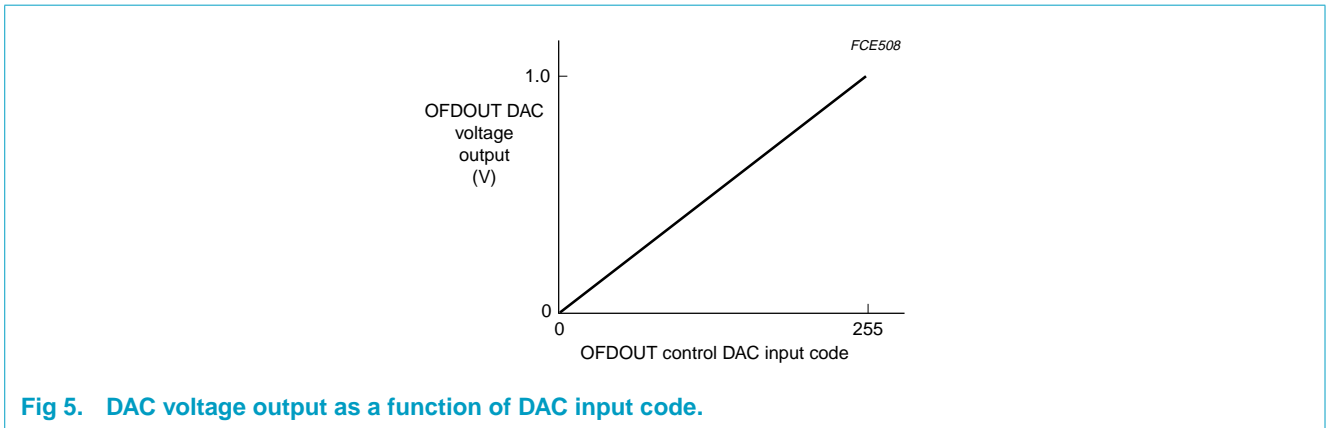 FCE508
1.0
OFDOUT DAC
voltage
output
(V)
0
0
255
OFDOUT control DAC input code
Fig 5. DAC voltage output as a function of DAC input code.